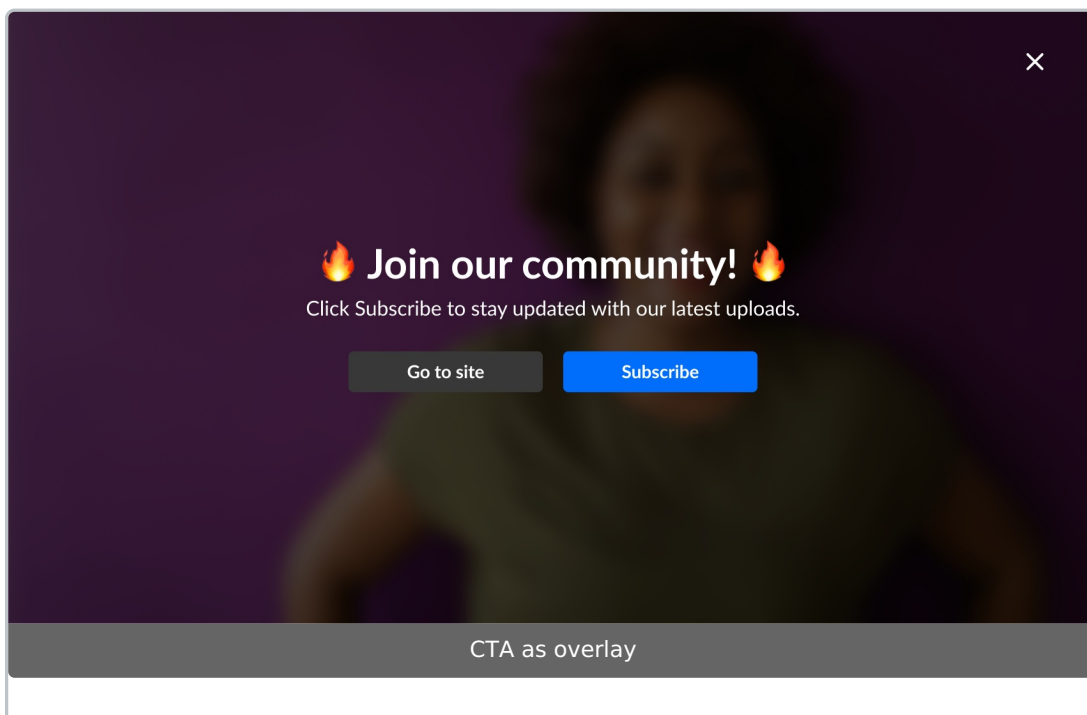 🔥 Join our community! 🔥
Click Subscribe to stay updated with our latest uploads.
Go to site
Subscribe
CTA as overlay